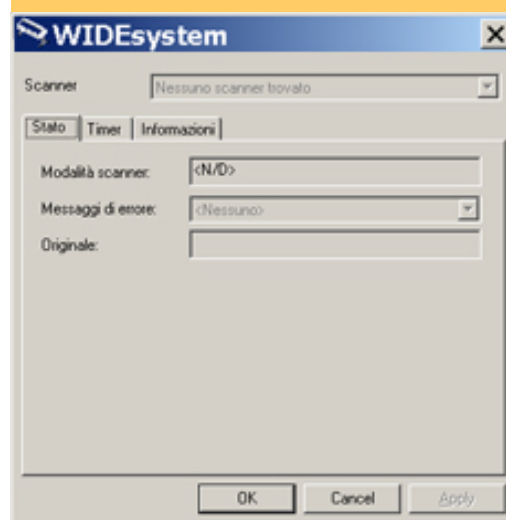 WIDEsystem
Scanner Nessuno scanner trovato
Stato Timer Informazioni
Modalità scanner: <N/D>
Messaggi di errore: <Nessuno>
Originale:
OK Cancel Apply